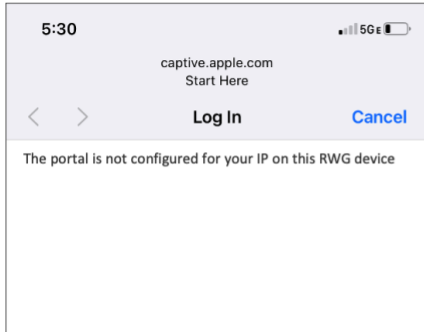 5:30
5GE
captive.apple.com
Start Here
Log In
Cancel
The portal is not configured for your IP on this RWG device